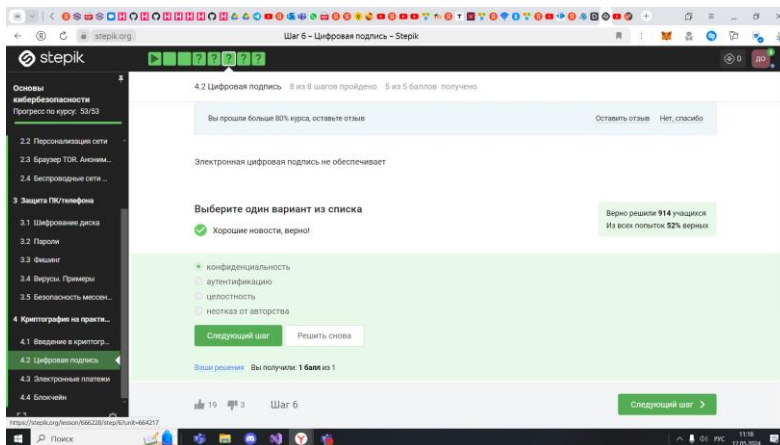 stepik.org
Шаг 6 – Цифровая подпись – Stepik
stepik
0
ДО
Основы
кибербезопасности
Прогресс по курсу: 53/53
4.2 Цифровая подпись 8 из 8 шагов пройдено 5 из 5 баллов получено
Вы прошли больше 80% курса, оставьте отзыв
Оставить отзыв
Нет, спасибо
2.2 Персонализация сети
2.3 Браузер TOR. Аноним...
2.4 Беспроводные сети ...
3 Защита ПК/телефона
3.1 Шифрование диска
3.2 Пароли
3.3 Фишинг
3.4 Вирусы. Примеры
3.5 Безопасность мессен...
4 Криптография на практи...
4.1 Введение в криптогр...
4.2 Цифровая подпись
4.3 Электронные платежи
4.4 Блокчейн
Электронная цифровая подпись не обеспечивает
Выберите один вариант из списка
Хорошие новости, верно!
Верно решили 914 учащихся
Из всех попыток 52% верных
конфиденциальность
аутентификацию
целостность
неотказ от авторства
Следующий шаг
Решить снова
Ваши решения Вы получили: 1 балл из 1
19
3
Шаг 6
Следующий шаг
https://stepik.org/lesson/666228/step/6?unit=664217
Поиск
РУС
11:18
17.05.2024